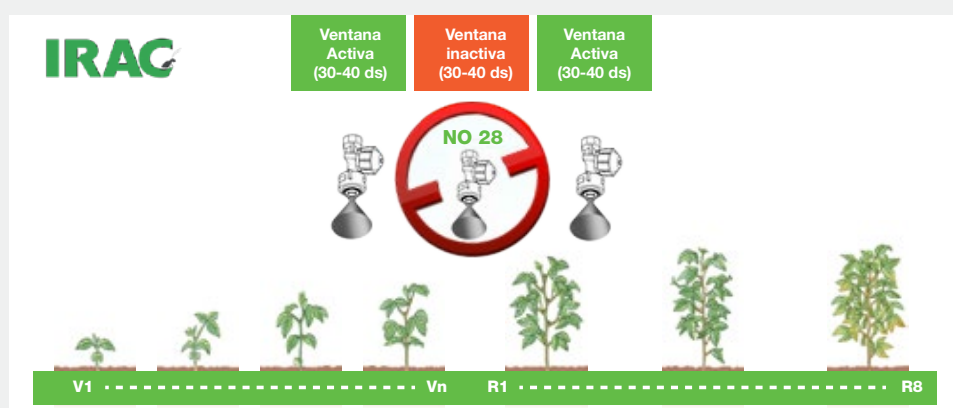 IRAC
Ventana
Activa
(30-40 ds)
Ventana
inactiva
(30-40 ds)
Ventana
Activa
(30-40 ds)
NO 28
V1
Vn
R1
R8